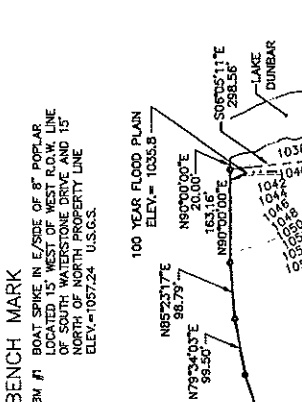 BENCH MARK
BM #1 BOAT SPIKE IN E/SIDE OF 8" POPLAR
LOCATED 15' WEST OF WEST R.O.W. LINE
OF SOUTH WATERSTONE DRIVE AND 15'
NORTH OF NORTH PROPERTY LINE
ELEV.=1057.24 U.S.G.S.
100 YEAR FLOOD PLAIN
ELEV.= 1035.8
S06°05'11"E
298.56'
LAKE
DUNBAR
N90°00'00"E
20.00'
163.16'
N90°00'00"E
N85°23'17"E
98.79'
N79°34'03"E
99.50'
1038
1040
1042
1044
1046
1048
1050